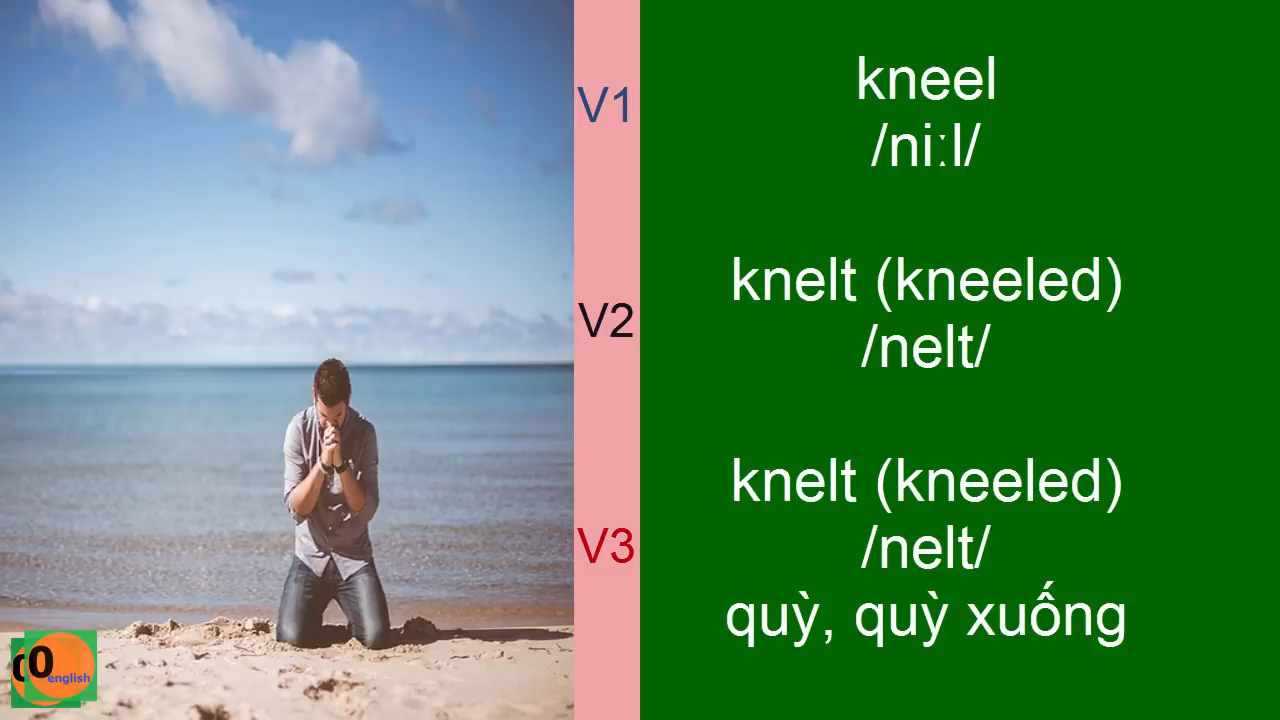 V1
kneel
/niːl/
V2
knelt (kneeled)
/nelt/
V3
knelt (kneeled)
/nelt/
quỳ, quỳ xuống
english